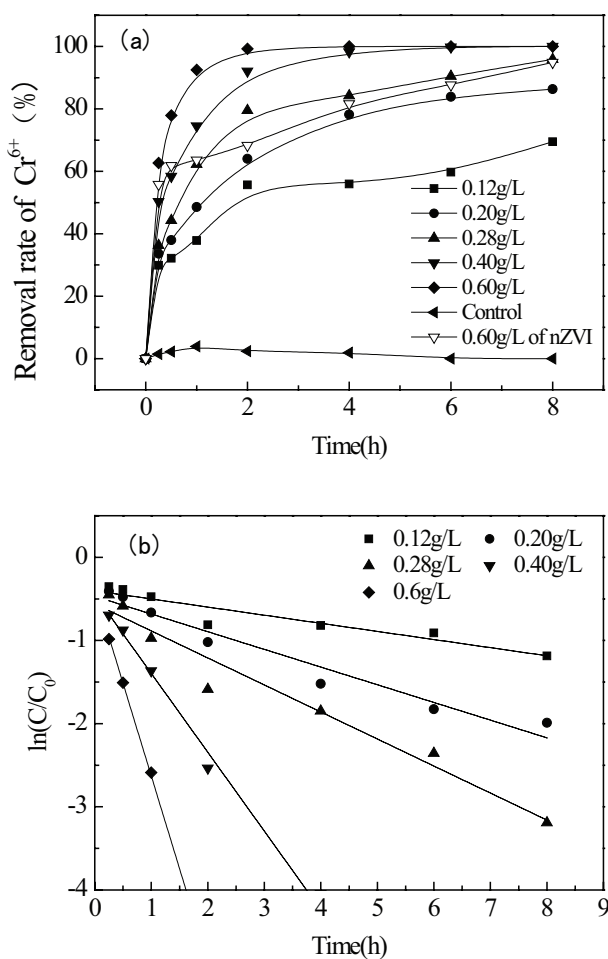 (a)
Removal rate of Cr⁶⁺ (%)
100
80
60
40
20
0
0.12g/L
0.20g/L
0.28g/L
0.40g/L
0.60g/L
Control
0.60g/L of nZVI
0 2 4 6 8
Time(h)
(b)
ln(C/C₀)
0
-1
-2
-3
-4
0.12g/L 0.20g/L
0.28g/L 0.40g/L
0.6g/L
0 1 2 3 4 5 6 7 8 9
Time(h)